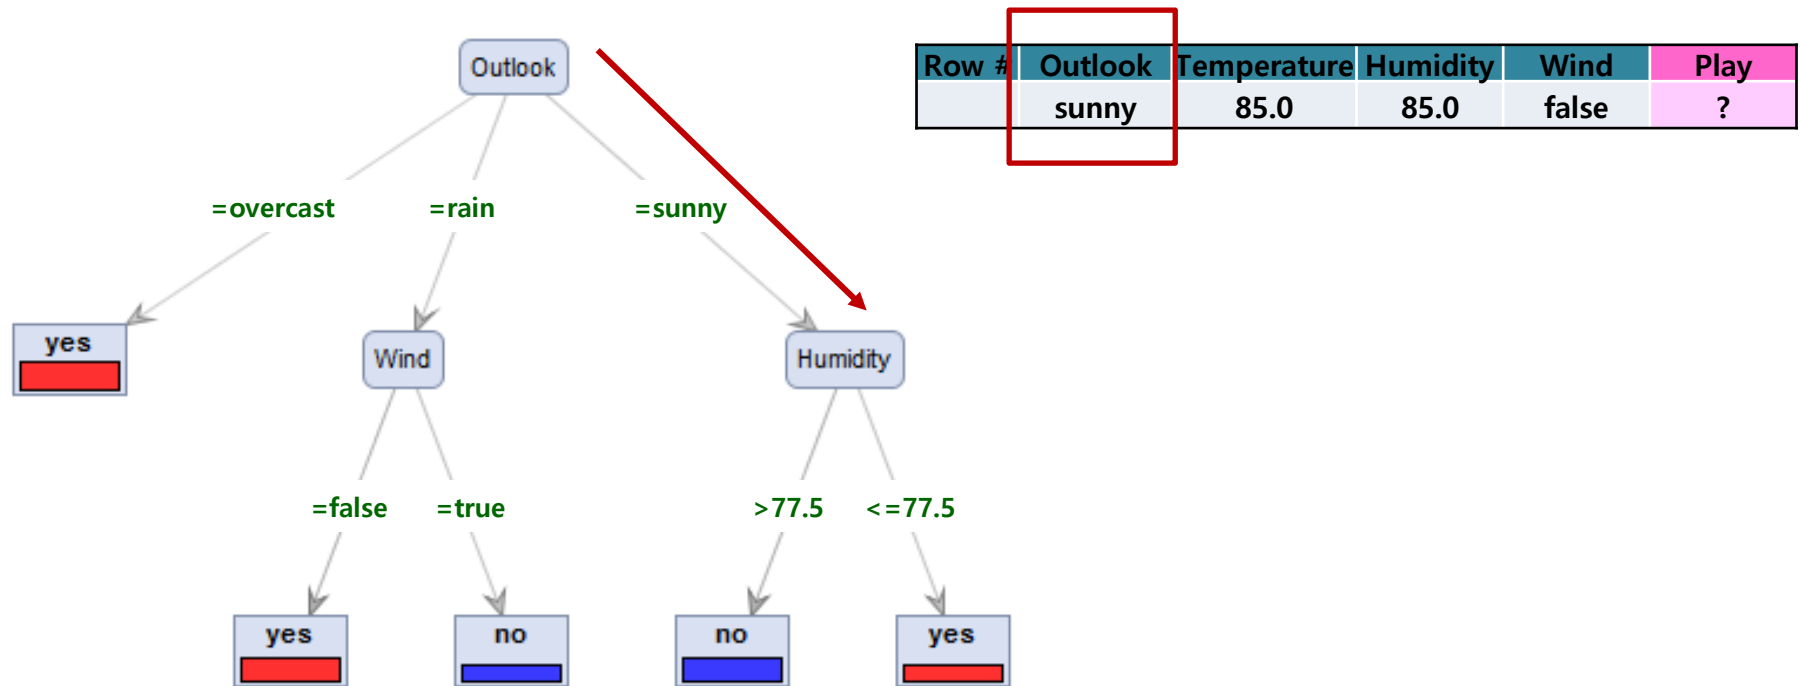 Outlook
Row # Outlook Temperature Humidity Wind Play
sunny 85.0 85.0 false ?
=overcast =rain =sunny
yes
Wind
Humidity
=false =true >77.5 <=77.5
yes no no yes